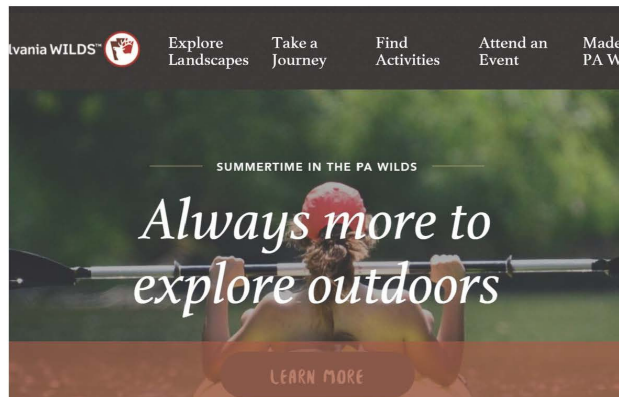 lvania WILDS™
Explore
Landscapes
Take a
Journey
Find
Activities
Attend an
Event
Made
PA W
SUMMERTIME IN THE PA WILDS
Always more to
explore outdoors
LEARN MORE